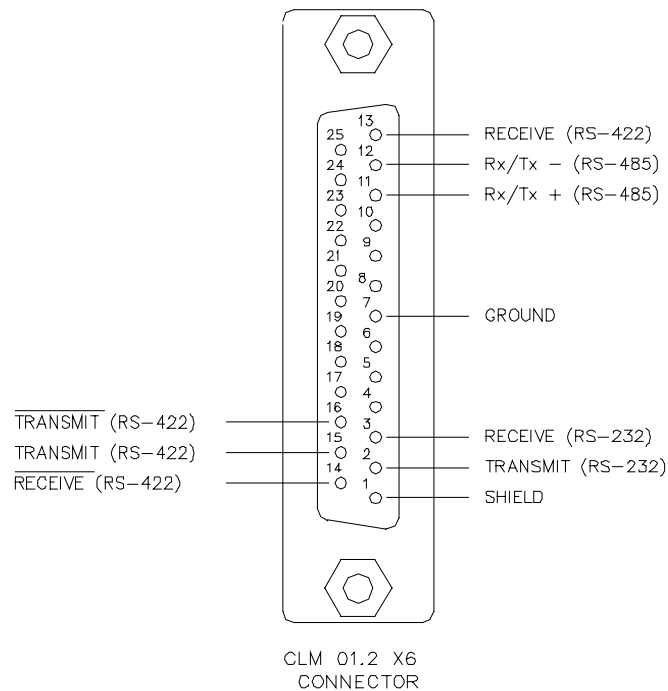 13
RECEIVE (RS-422)
25
12
Rx/Tx - (RS-485)
24
11
Rx/Tx + (RS-485)
23
10
22
9
21
8
20
7
GROUND
19
6
18
5
17
4
16
TRANSMIT (RS-422)
3
RECEIVE (RS-232)
15
TRANSMIT (RS-422)
2
TRANSMIT (RS-232)
14
RECEIVE (RS-422)
1
SHIELD
CLM 01.2 X6
CONNECTOR